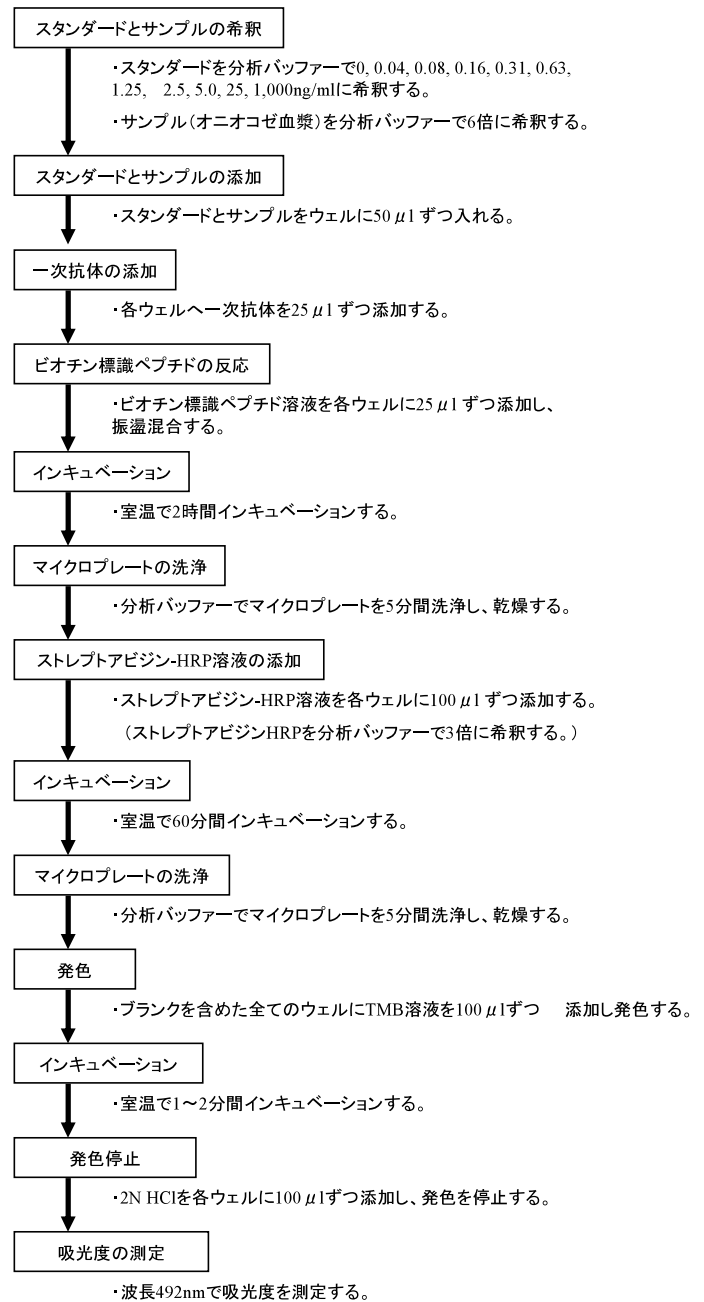 スタンダードとサンプルの希釈
・スタンダードを分析バッファーで0, 0.04, 0.08, 0.16, 0.31, 0.63,
1.25, 2.5, 5.0, 25, 1,000ng/mlに希釈する。
・サンプル（オニオコゼ血漿）を分析バッファーで6倍に希釈する。
スタンダードとサンプルの添加
・スタンダードとサンプルをウェルに50μlずつ入れる。
一次抗体の添加
・各ウェルへ一次抗体を25μlずつ添加する。
ビオチン標識ペプチドの反応
・ビオチン標識ペプチド溶液を各ウェルに25μlずつ添加し、
振盪混合する。
インキュベーション
・室温で2時間インキュベーションする。
マイクロプレートの洗浄
・分析バッファーでマイクロプレートを5分間洗浄し、乾燥する。
ストレプトアビジン-HRP溶液の添加
・ストレプトアビジン-HRP溶液を各ウェルに100μlずつ添加する。
（ストレプトアビジンHRPを分析バッファーで3倍に希釈する。）
インキュベーション
・室温で60分間インキュベーションする。
マイクロプレートの洗浄
・分析バッファーでマイクロプレートを5分間洗浄し、乾燥する。
発色
・ブランクを含めた全てのウェルにTMB溶液を100μlずつ 添加し発色する。
インキュベーション
・室温で1～2分間インキュベーションする。
発色停止
・2N HClを各ウェルに100μlずつ添加し、発色を停止する。
吸光度の測定
・波長492nmで吸光度を測定する。